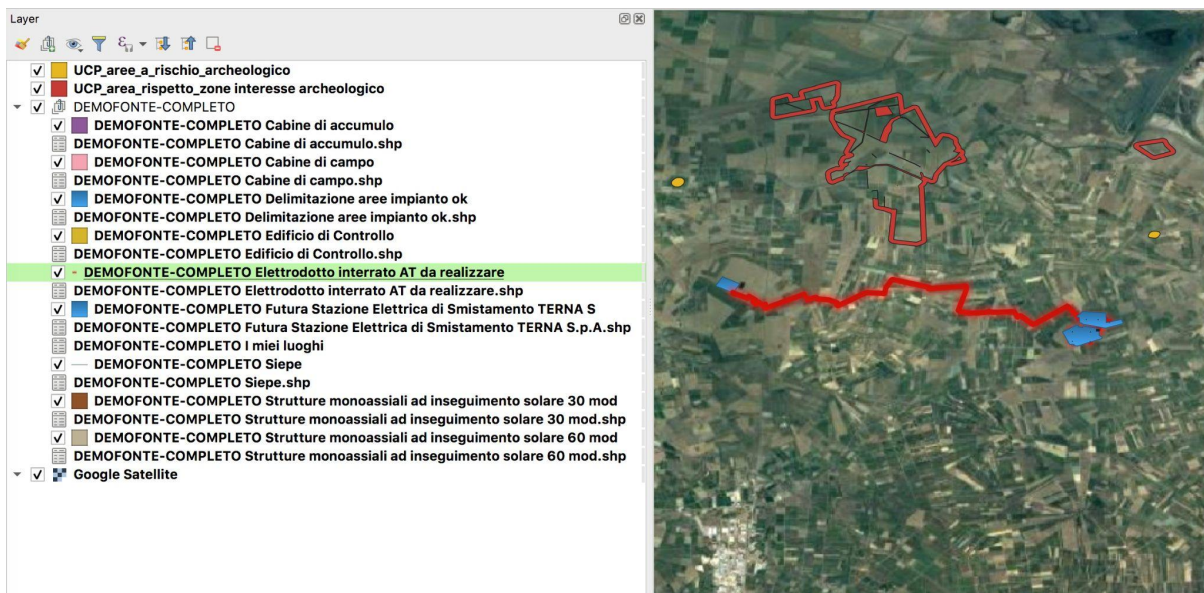 Layer
UCP_aree_a_rischio_archeologico
UCP_area_rispetto_zone interesse archeologico
DEMOFONTE-COMPLETO
DEMOFONTE-COMPLETO Cabine di accumulo
DEMOFONTE-COMPLETO Cabine di accumulo.shp
DEMOFONTE-COMPLETO Cabine di campo
DEMOFONTE-COMPLETO Cabine di campo.shp
DEMOFONTE-COMPLETO Delimitazione aree impianto ok
DEMOFONTE-COMPLETO Delimitazione aree impianto ok.shp
DEMOFONTE-COMPLETO Edificio di Controllo
DEMOFONTE-COMPLETO Edificio di Controllo.shp
DEMOFONTE-COMPLETO Elettrodotto interrato AT da realizzare
DEMOFONTE-COMPLETO Elettrodotto interrato AT da realizzare.shp
DEMOFONTE-COMPLETO Futura Stazione Elettrica di Smistamento TERNA S
DEMOFONTE-COMPLETO Futura Stazione Elettrica di Smistamento TERNA S.p.A.shp
DEMOFONTE-COMPLETO I miei luoghi
DEMOFONTE-COMPLETO Siepe
DEMOFONTE-COMPLETO Siepe.shp
DEMOFONTE-COMPLETO Strutture monoassiali ad inseguimento solare 30 mod
DEMOFONTE-COMPLETO Strutture monoassiali ad inseguimento solare 30 mod.shp
DEMOFONTE-COMPLETO Strutture monoassiali ad inseguimento solare 60 mod
DEMOFONTE-COMPLETO Strutture monoassiali ad inseguimento solare 60 mod.shp
Google Satellite